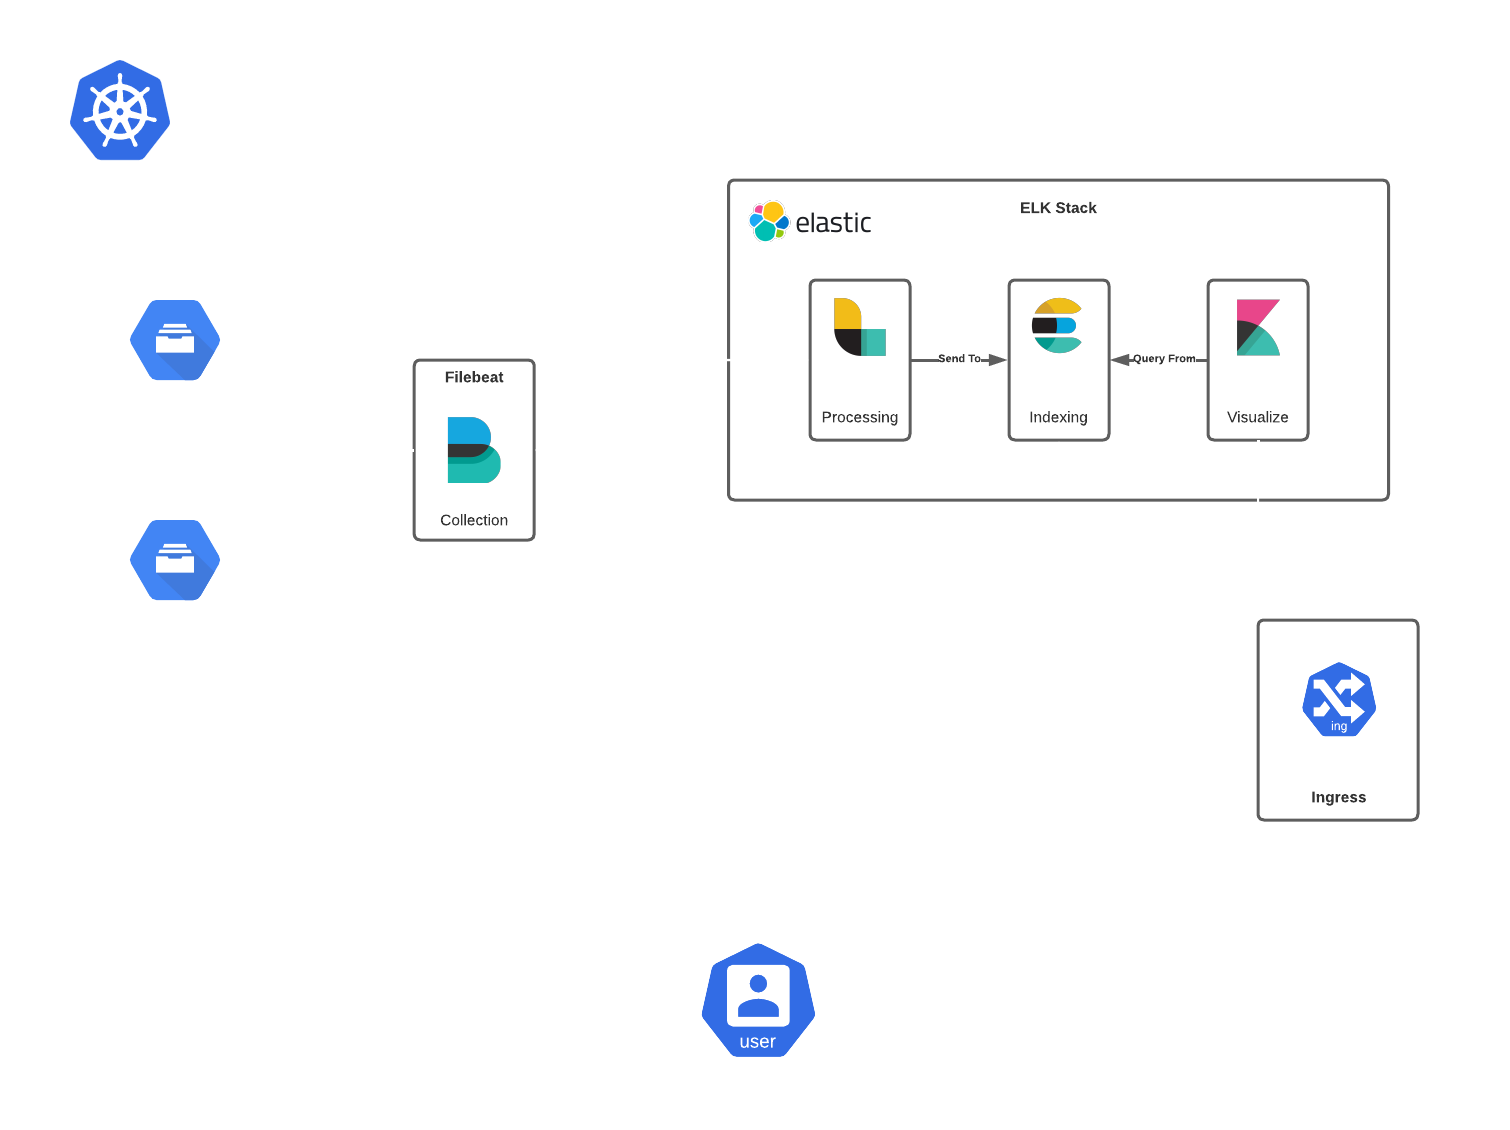 elastic
ELK Stack
Send To
Query From
Processing
Indexing
Visualize
Filebeat
Collection
ing
Ingress
user